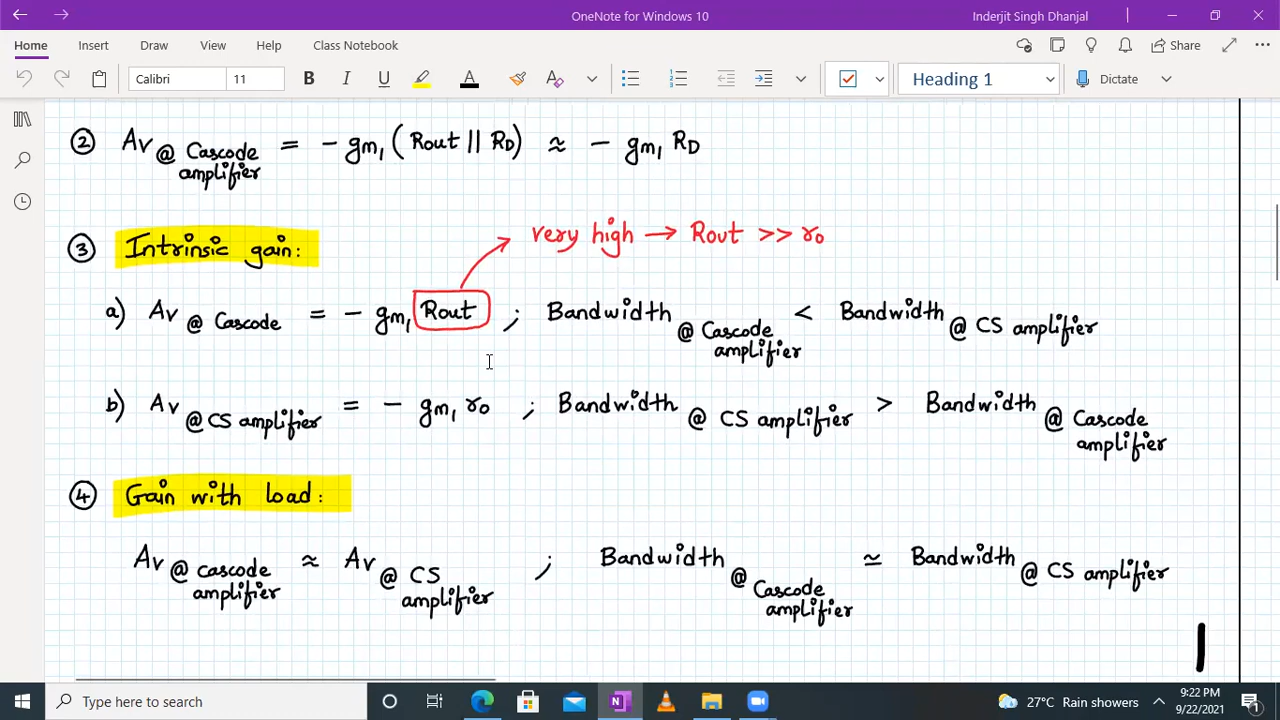 OneNote for Windows 10
Inderjit Singh Dhanjal
Home Insert Draw View Help Class Notebook
Share
Calibri 11 B I U A Heading 1 Dictate
② Av @ Cascode amplifier = - gm1 ( Rout || RD ) ≈ - gm1 RD
③ Intrinsic gain: very high → Rout >> ro
a) Av @ Cascode = - gm1 Rout ; Bandwidth @ Cascode amplifier < Bandwidth @ CS amplifier
b) Av @ CS amplifier = - gm1 ro ; Bandwidth @ CS amplifier > Bandwidth @ Cascode amplifier
④ Gain with load:
Av @ cascode amplifier ≈ Av @ CS amplifier ; Bandwidth @ Cascode amplifier ≃ Bandwidth @ CS amplifier
Type here to search
27°C Rain showers
9:22 PM
9/22/2021
1